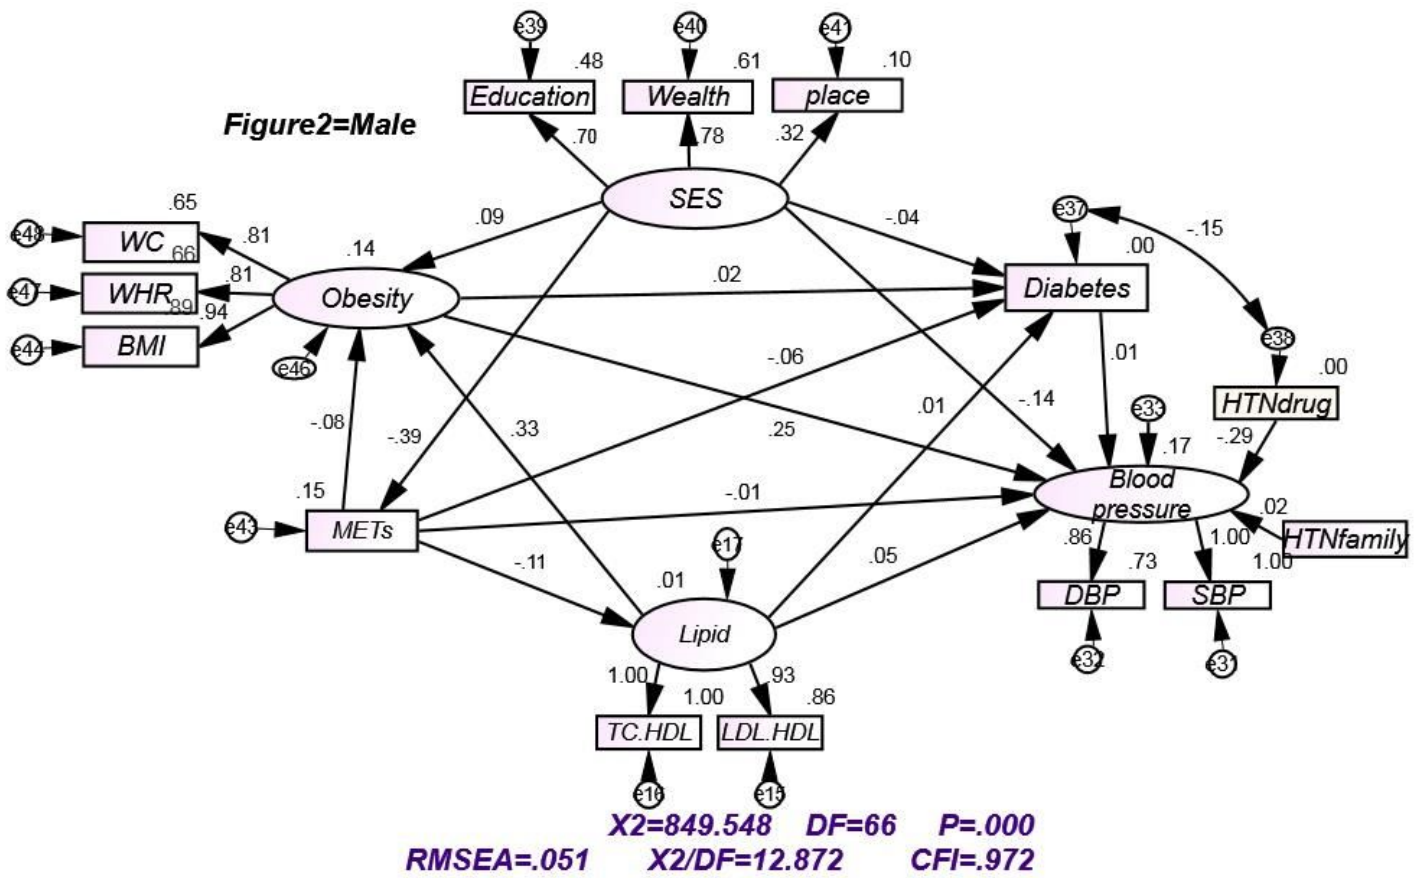 e39 e40 e41
.48 .61 .10
Education Wealth place
Figure2=Male
.70 .78 .32
SES
.65
e48 WC .81
.09
-.04
e37
-.15
.66
.14
.00
e47 WHR .81
Obesity
.02
Diabetes
.89 .94
e44 BMI
e46
-.06
.01
e38
.00
HTNdrug
-.08
-.39
.33
.25
.01
-.14
e33
-.29
.17
.15
e43 METs
-.01
Blood
pressure
.02
HTNfamily
-.11
e17
.05
.86
1.00
1.00
.01
.73
DBP SBP
Lipid
e32 e31
1.00 .93
1.00 .86
TC.HDL LDL.HDL
e16 e15
X2=849.548 DF=66 P=.000
RMSEA=.051 X2/DF=12.872 CFI=.972